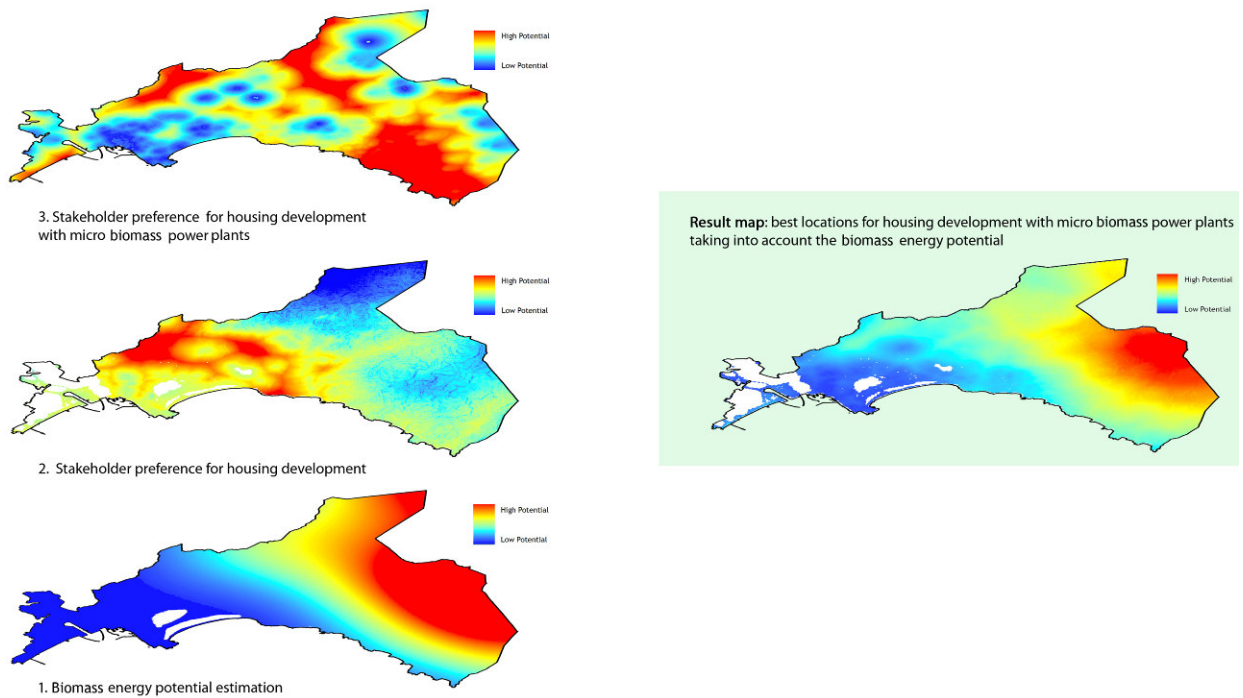 High Potential
Low Potential
3. Stakeholder preference for housing development
with micro biomass power plants
High Potential
Low Potential
2. Stakeholder preference for housing development
High Potential
Low Potential
1. Biomass energy potential estimation
Result map: best locations for housing development with micro biomass power plants
taking into account the biomass energy potential
High Potential
Low Potential